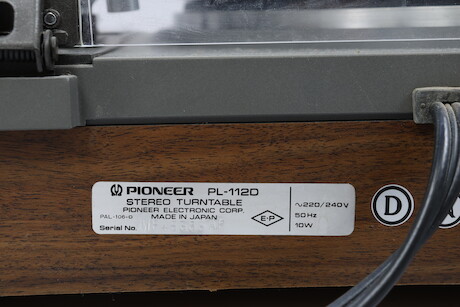 PIONEER PL-112D
STEREO TURNTABLE
PIONEER ELECTRONIC CORP.
PAL-106-D MADE IN JAPAN
Serial No.
E-P
~220/240V
50Hz
10W
D